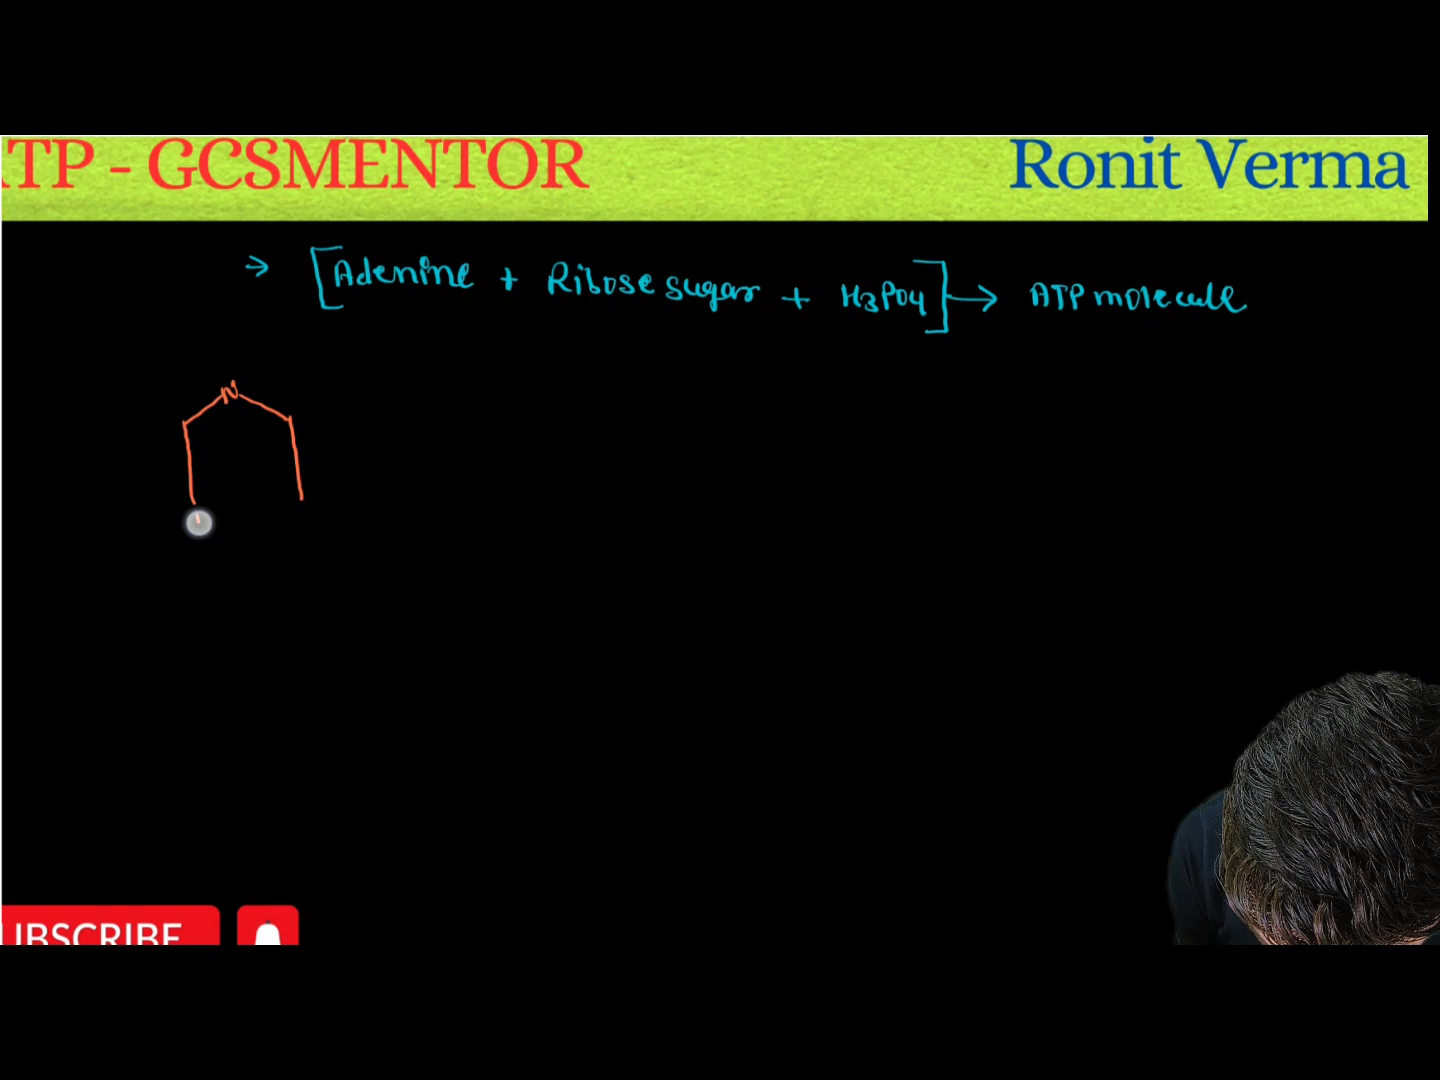 TP - GCSMENTOR Ronit Verma
→ [Adenine + Ribose sugar + H3PO4] → ATP molecule
N
UBSCRIBE